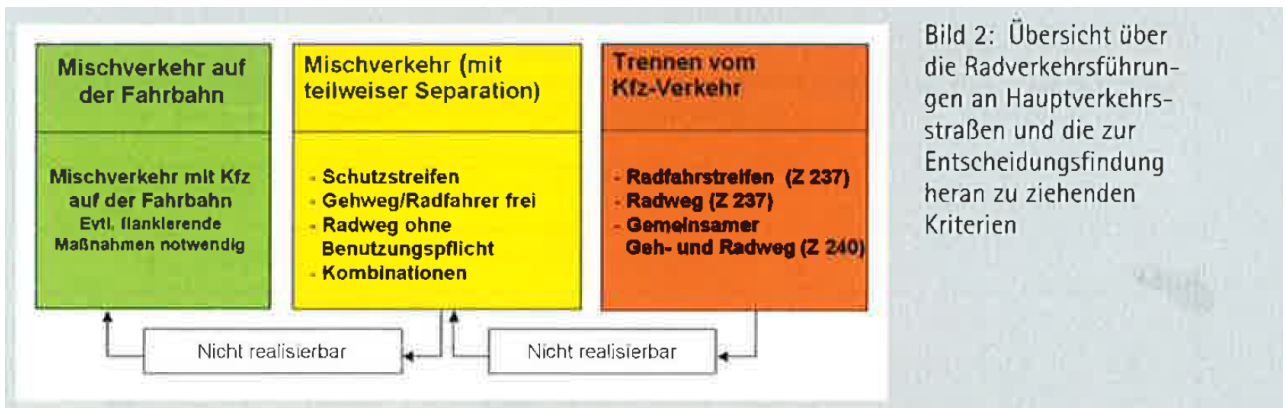 Mischverkehr auf
der Fahrbahn
Mischverkehr mit Kfz
auf der Fahrbahn
Evtl. flankierende
Maßnahmen notwendig
Mischverkehr (mit
teilweiser Separation)
- Schutzstreifen
- Gehweg/Radfahrer frei
- Radweg ohne
Benutzungspflicht
- Kombinationen
Trennen vom
Kfz-Verkehr
- Radfahrstreifen (Z 237)
- Radweg (Z 237)
- Gemeinsamer
Geh- und Radweg (Z 240)
Nicht realisierbar
Nicht realisierbar
Bild 2: Übersicht über
die Radverkehrsführun-
gen an Hauptverkehrs-
straßen und die zur
Entscheidungsfindung
heran zu ziehenden
Kriterien